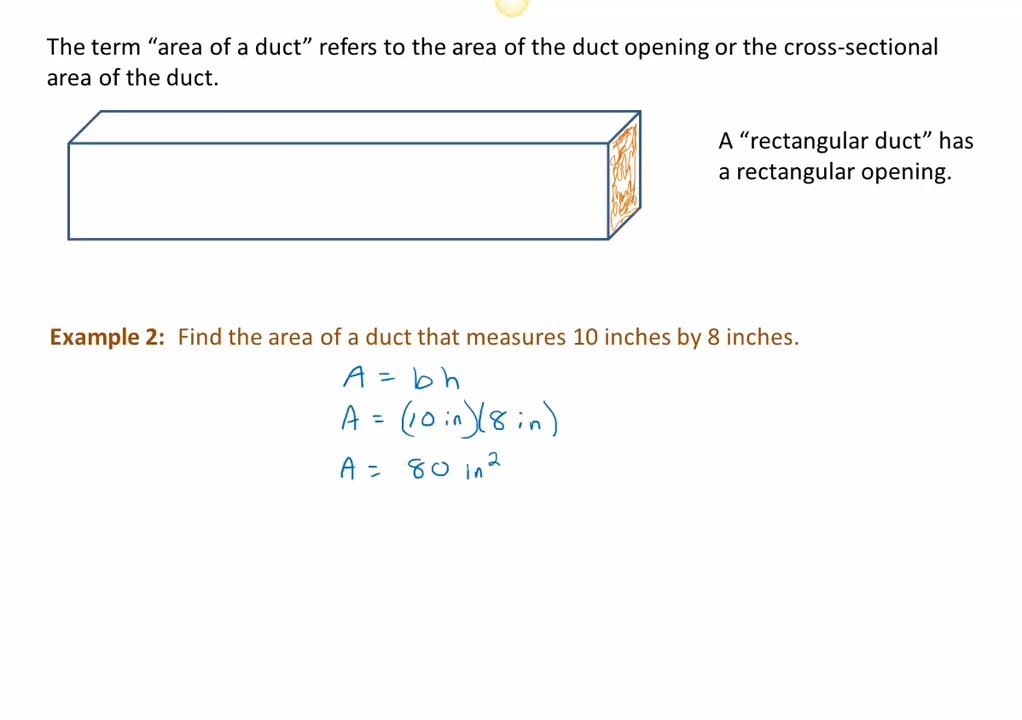 The term “area of a duct” refers to the area of the duct opening or the cross-sectional
area of the duct.
A “rectangular duct” has
a rectangular opening.
Example 2: Find the area of a duct that measures 10 inches by 8 inches.
A = bh
A = (10 in)(8 in)
A = 80 in²